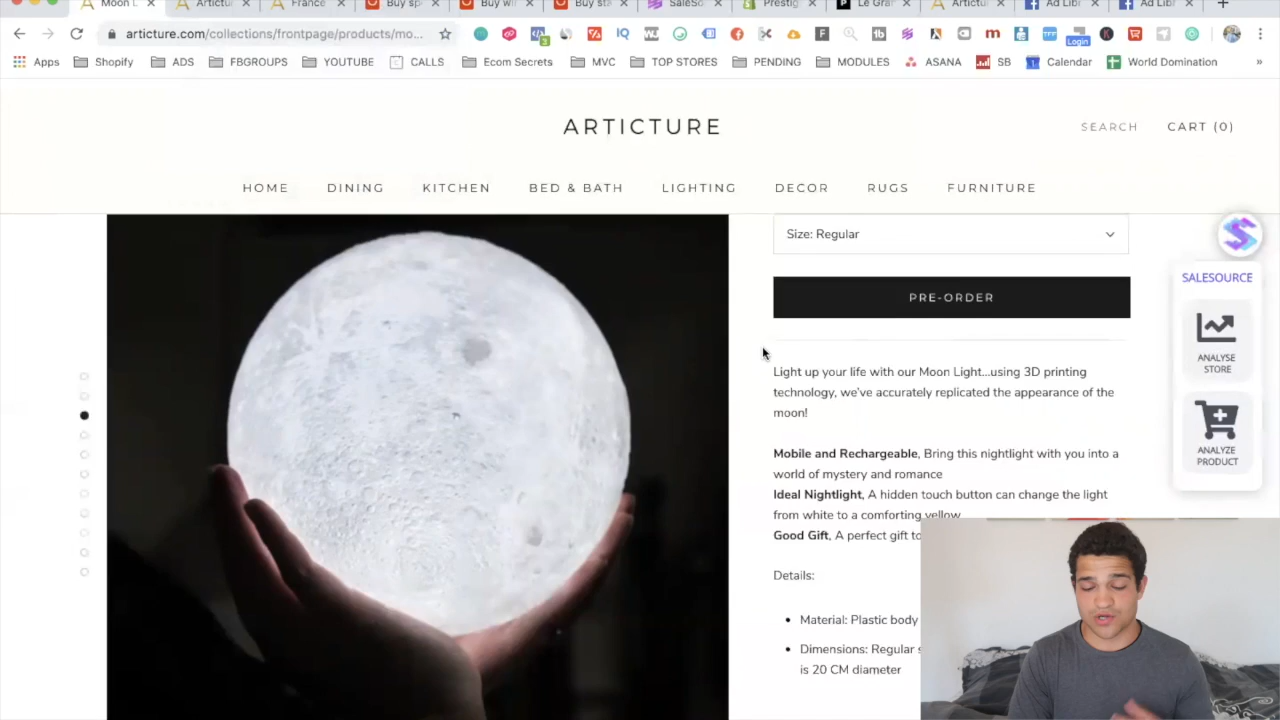 Moon L
Artictur
France
Buy sp
Buy wi
Buy sta
SaleSo
Prestig
Le Gran
Artictur
Ad Libr
Ad Libr
articture.com/collections/frontpage/products/mo...
Login
Apps Shopify ADS FBGROUPS YOUTUBE CALLS Ecom Secrets MVC TOP STORES PENDING MODULES ASANA SB Calendar World Domination »
ARTICTURE
SEARCH CART (0)
HOME DINING KITCHEN BED & BATH LIGHTING DECOR RUGS FURNITURE
Size: Regular
PRE-ORDER
Light up your life with our Moon Light...using 3D printing
technology, we've accurately replicated the appearance of the
moon!
Mobile and Rechargeable, Bring this nightlight with you into a
world of mystery and romance
Ideal Nightlight, A hidden touch button can change the light
from white to a comforting yellow
Good Gift, A perfect gift to
Details:
Material: Plastic body
Dimensions: Regular
is 20 CM diameter
SALESOURCE
ANALYSE
STORE
ANALYZE
PRODUCT